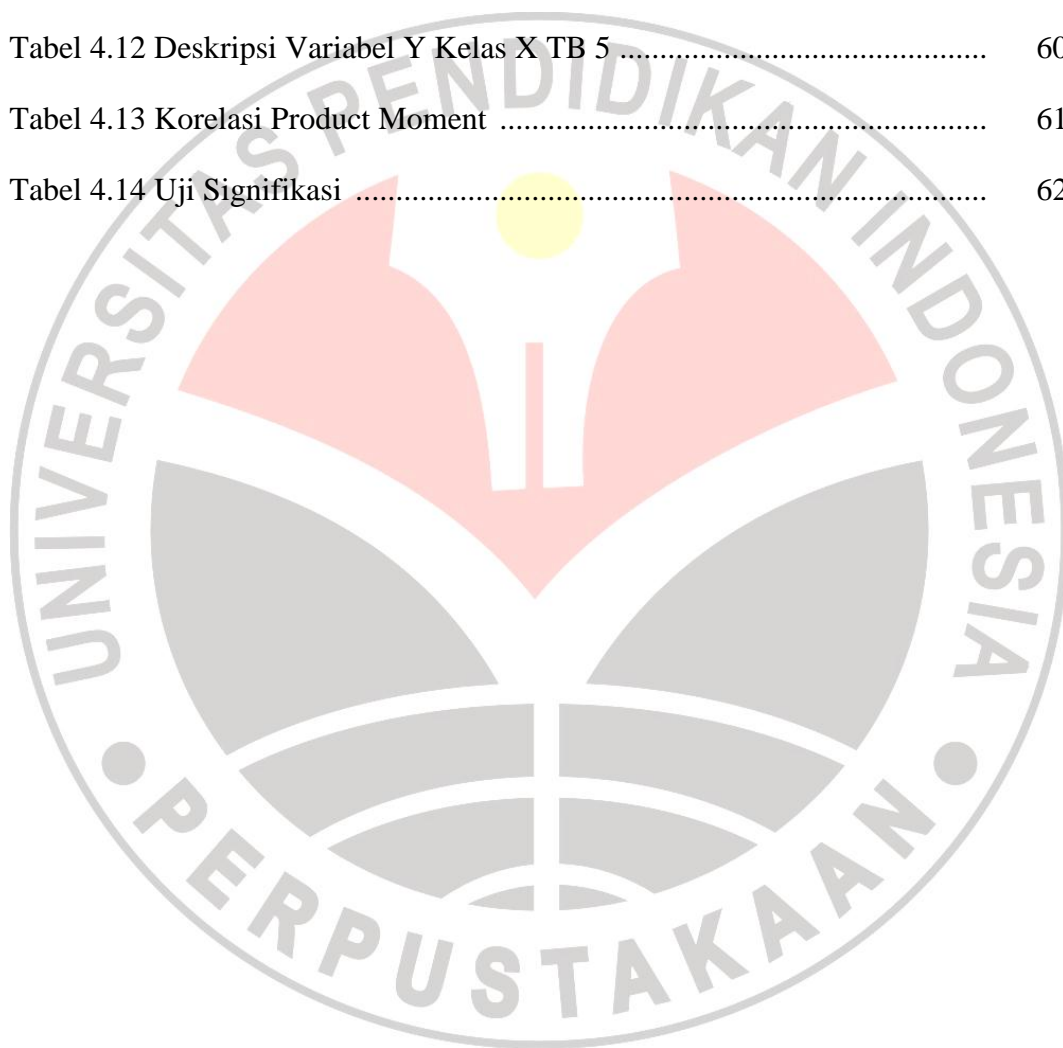 Tabel 4.12 Deskripsi Variabel Y Kelas X TB 5 ........................................... 60
Tabel 4.13 Korelasi Product Moment ......................................................... 61
Tabel 4.14 Uji Signifikasi .......................................................................... 62
UNIVERSITAS PENDIDIKAN INDONESIA
PERPUSTAKAAN